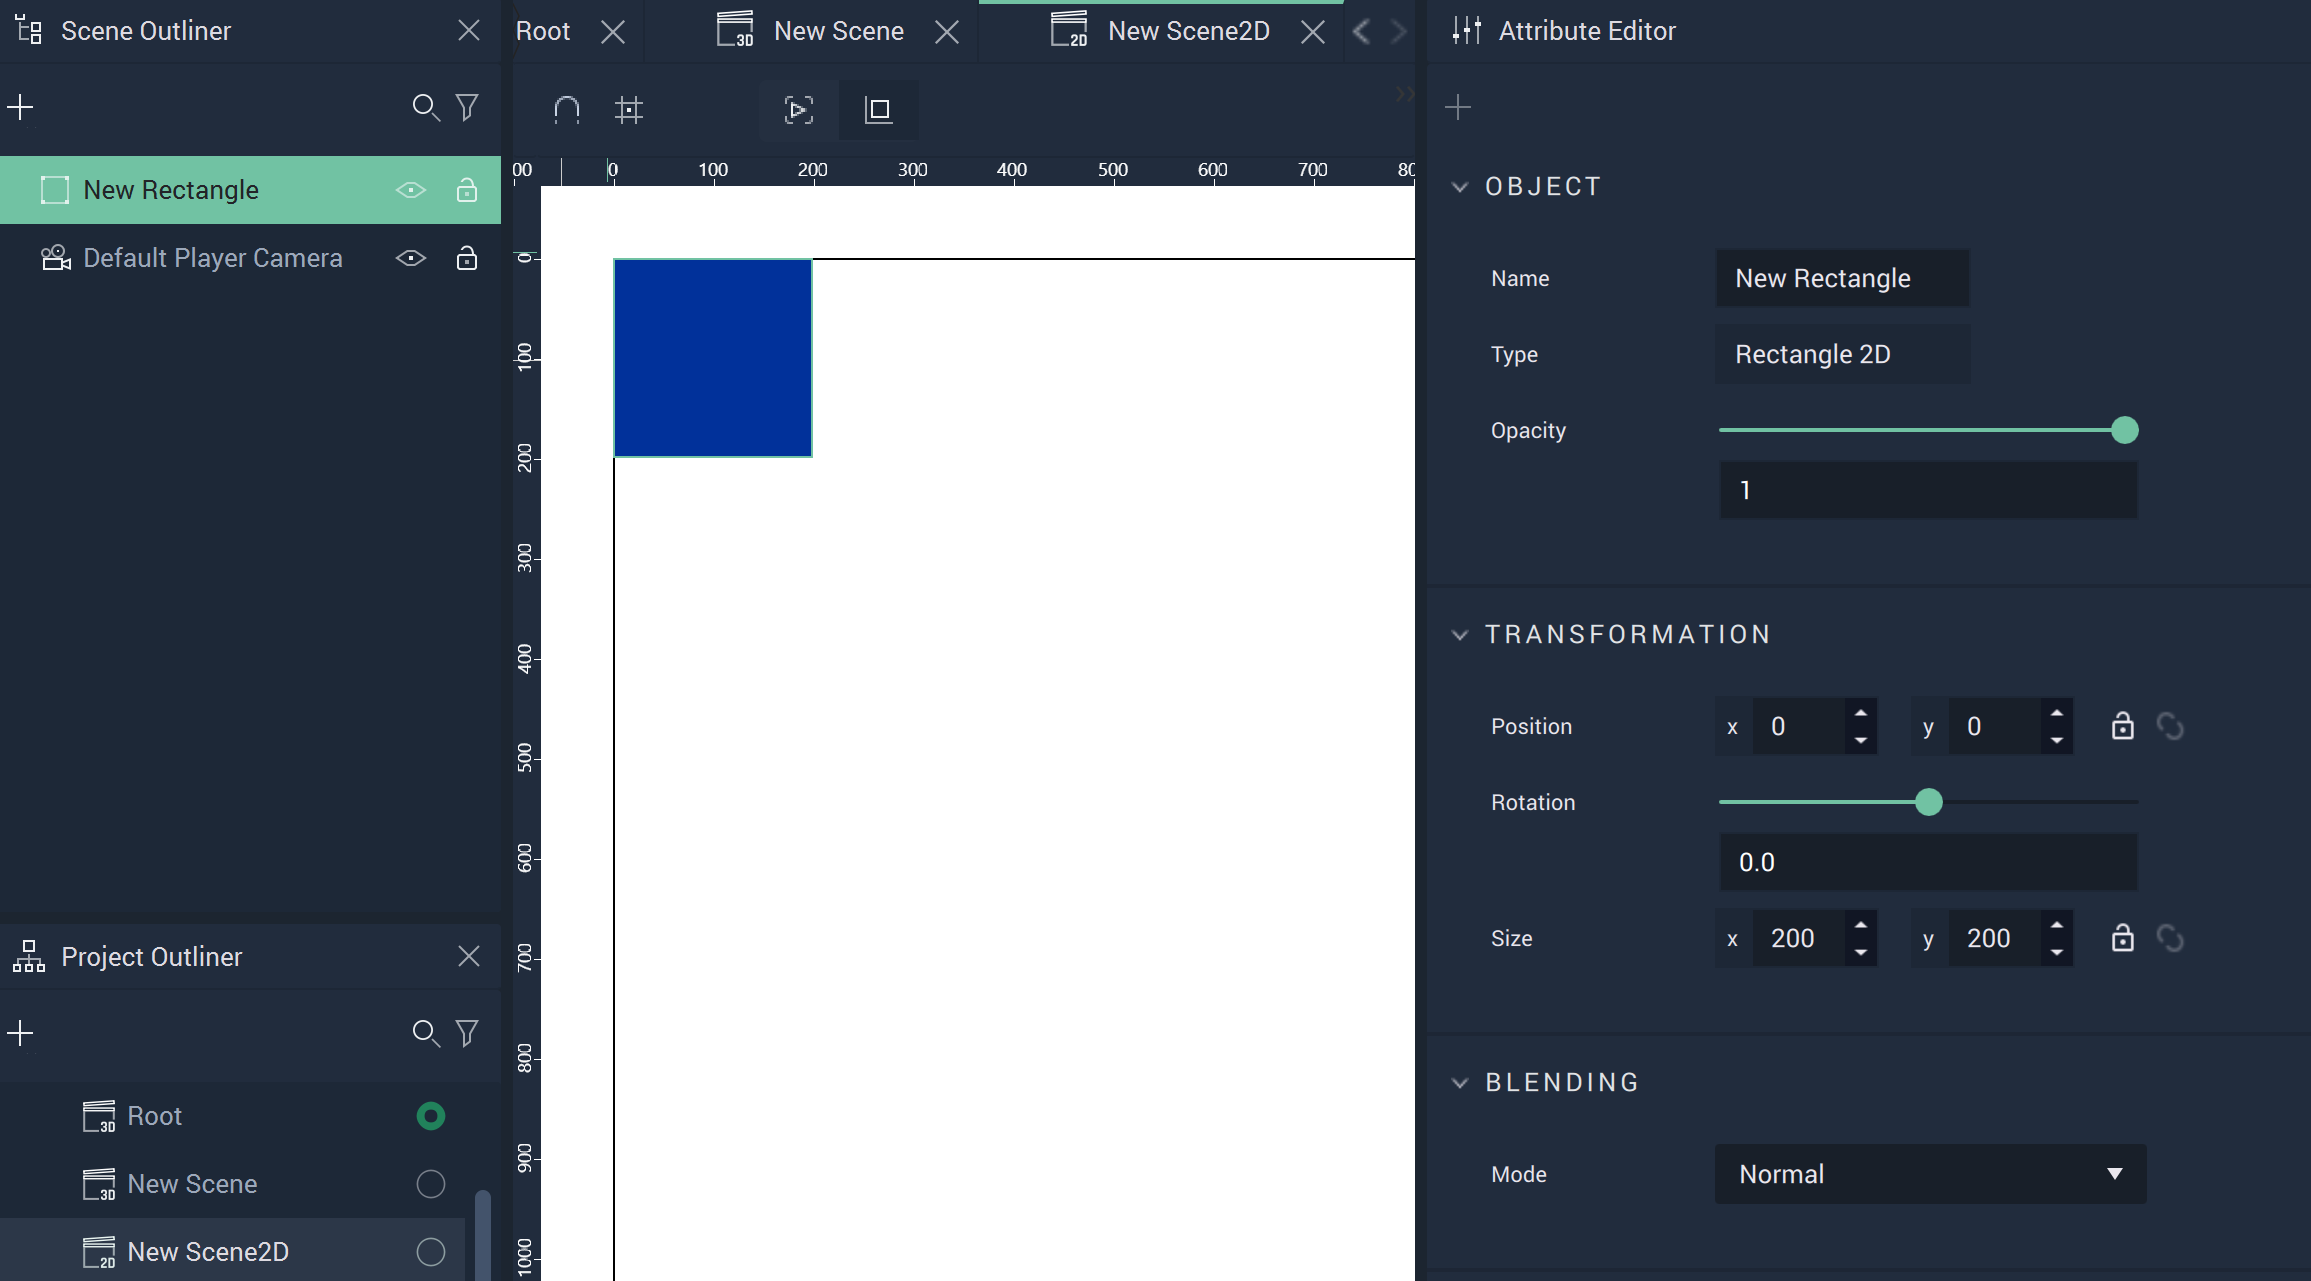 Scene Outliner
Root
3D New Scene
2D New Scene2D
Attribute Editor
00 0 100 200 300 400 500 600 700 80
New Rectangle
Default Player Camera
0
100
200
300
400
500
600
700
800
900
1000
OBJECT
Name New Rectangle
Type Rectangle 2D
Opacity
1
TRANSFORMATION
Position x 0 y 0
Rotation
0.0
Size x 200 y 200
BLENDING
Mode Normal
Project Outliner
3D Root
3D New Scene
2D New Scene2D